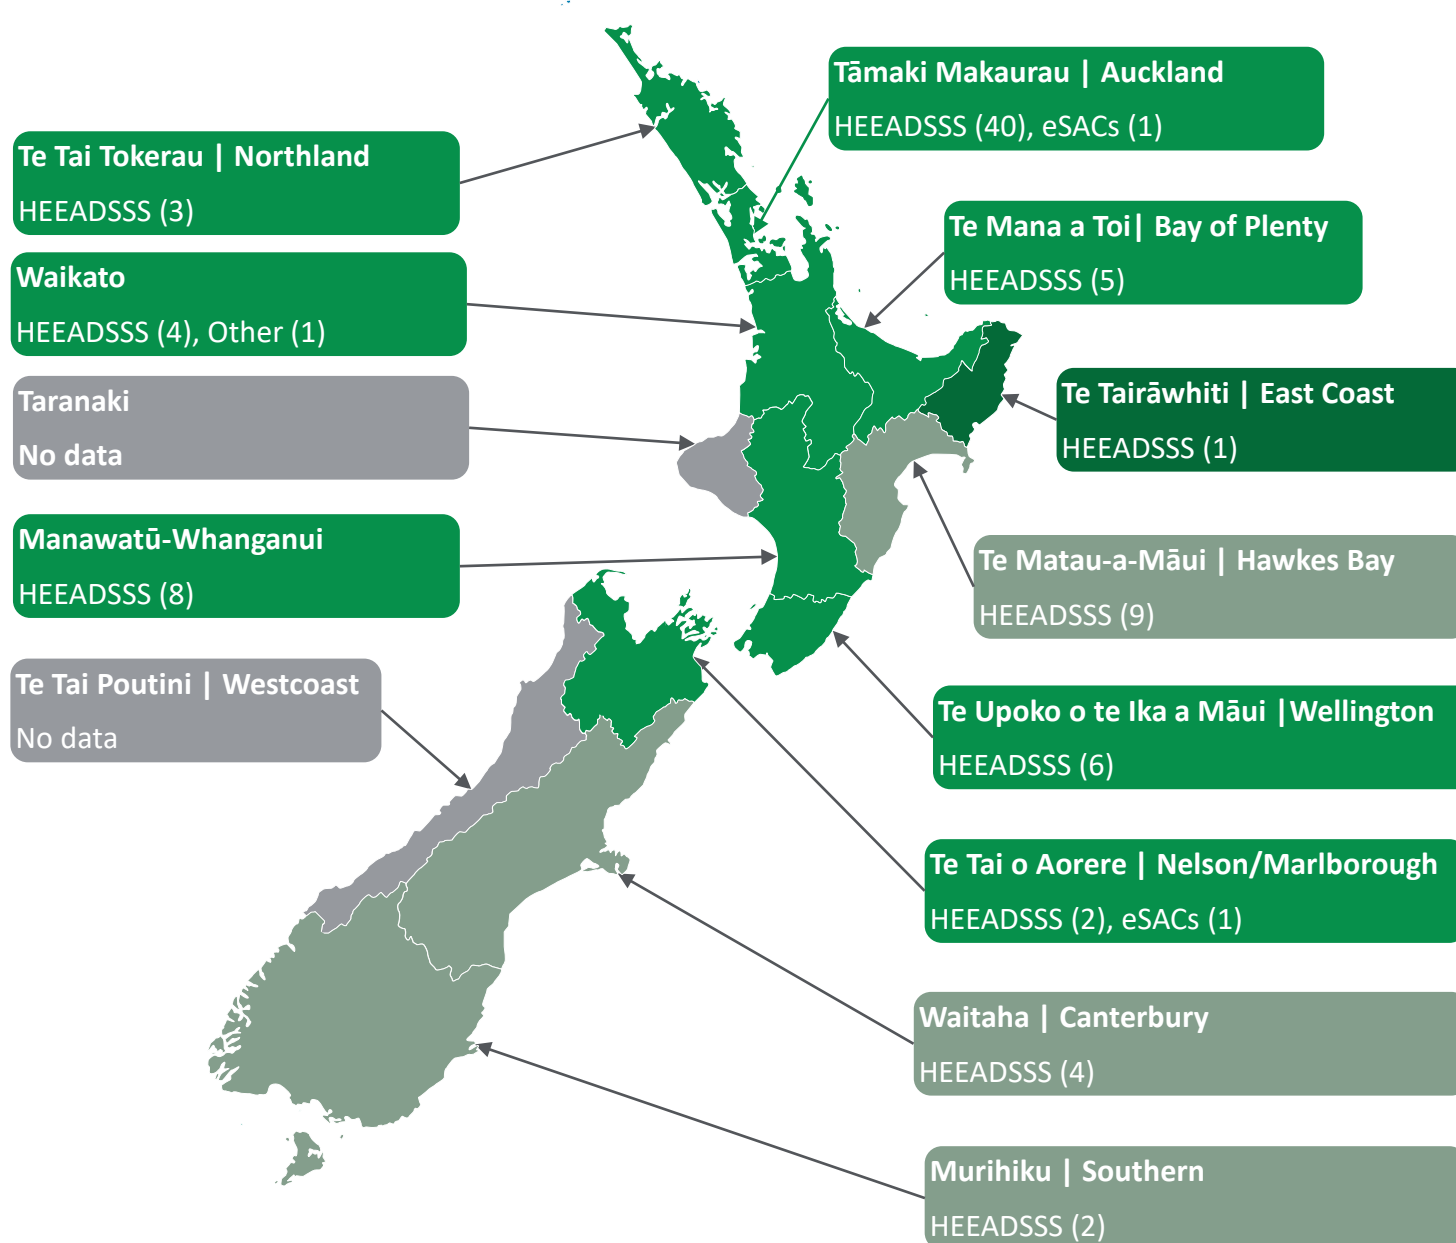 Tāmaki Makaurau | Auckland
HEEADSSS (40), eSACs (1)
Te Tai Tokerau | Northland
HEEADSSS (3)
Te Mana a Toi| Bay of Plenty
HEEADSSS (5)
Waikato
HEEADSSS (4), Other (1)
Taranaki
No data
Te Tairāwhiti | East Coast
HEEADSSS (1)
Manawatū-Whanganui
HEEADSSS (8)
Te Matau-a-Māui | Hawkes Bay
HEEADSSS (9)
Te Tai Poutini | Westcoast
No data
Te Upoko o te Ika a Māui |Wellington
HEEADSSS (6)
Te Tai o Aorere | Nelson/Marlborough
HEEADSSS (2), eSACs (1)
Waitaha | Canterbury
HEEADSSS (4)
Murihiku | Southern
HEEADSSS (2)